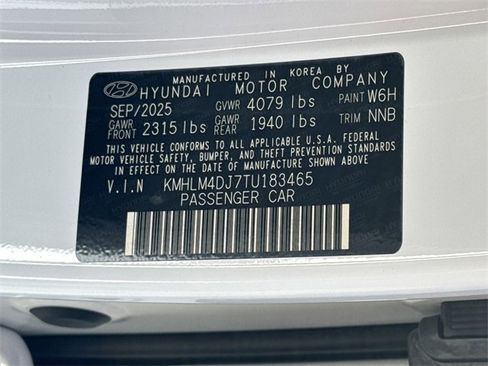 MANUFACTURED IN KOREA BY
HYUNDAI MOTOR COMPANY
SEP/2025 GVWR 4079 lbs PAINT W6H
GAWR FRONT 2315 lbs GAWR REAR 1940 lbs TRIM NNB
THIS VEHICLE CONFORMS TO ALL APPLICABLE U.S.A. FEDERAL
MOTOR VEHICLE SAFETY, BUMPER, AND THEFT PREVENTION STANDARDS
IN EFFECT ON THE DATE OF MANUFACTURE SHOWN ABOVE.
V.I.N KMHLM4DJ7TU183465
PASSENGER CAR